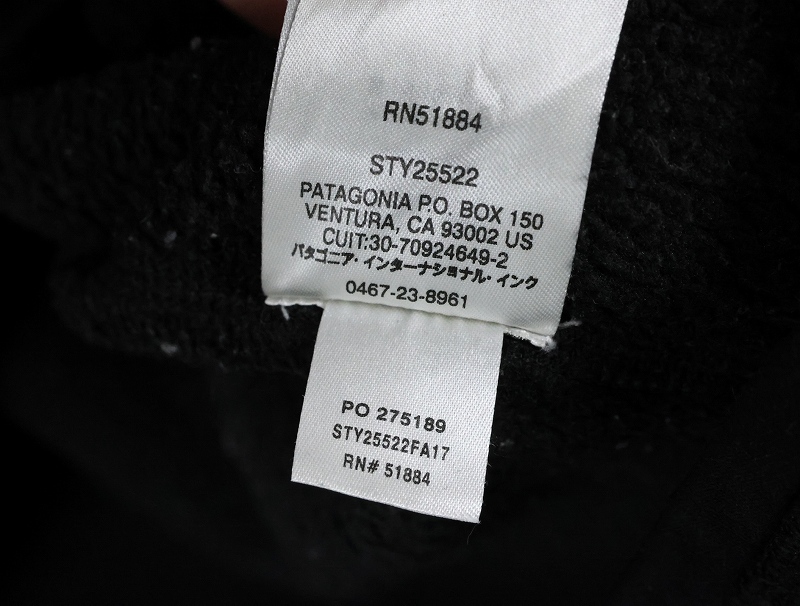 RN51884
STY25522
PATAGONIA P.O. BOX 150
VENTURA, CA 93002 US
CUIT:30-70924649-2
パタゴニア・インターナショナル・インク
0467-23-8961
PO 275189
STY25522FA17
RN# 51884